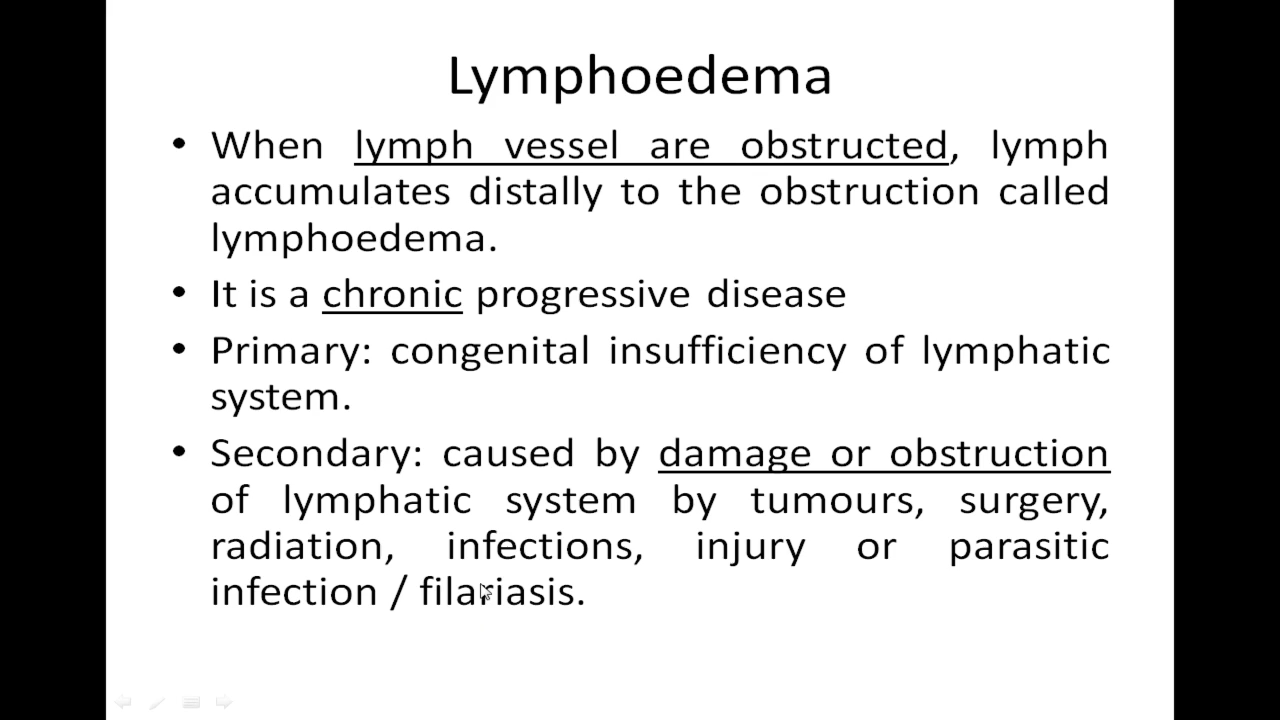 Lymphoedema
• When lymph vessel are obstructed, lymph
accumulates distally to the obstruction called
lymphoedema.
• It is a chronic progressive disease
• Primary: congenital insufficiency of lymphatic
system.
• Secondary: caused by damage or obstruction
of lymphatic system by tumours, surgery,
radiation, infections, injury or parasitic
infection / filariasis.